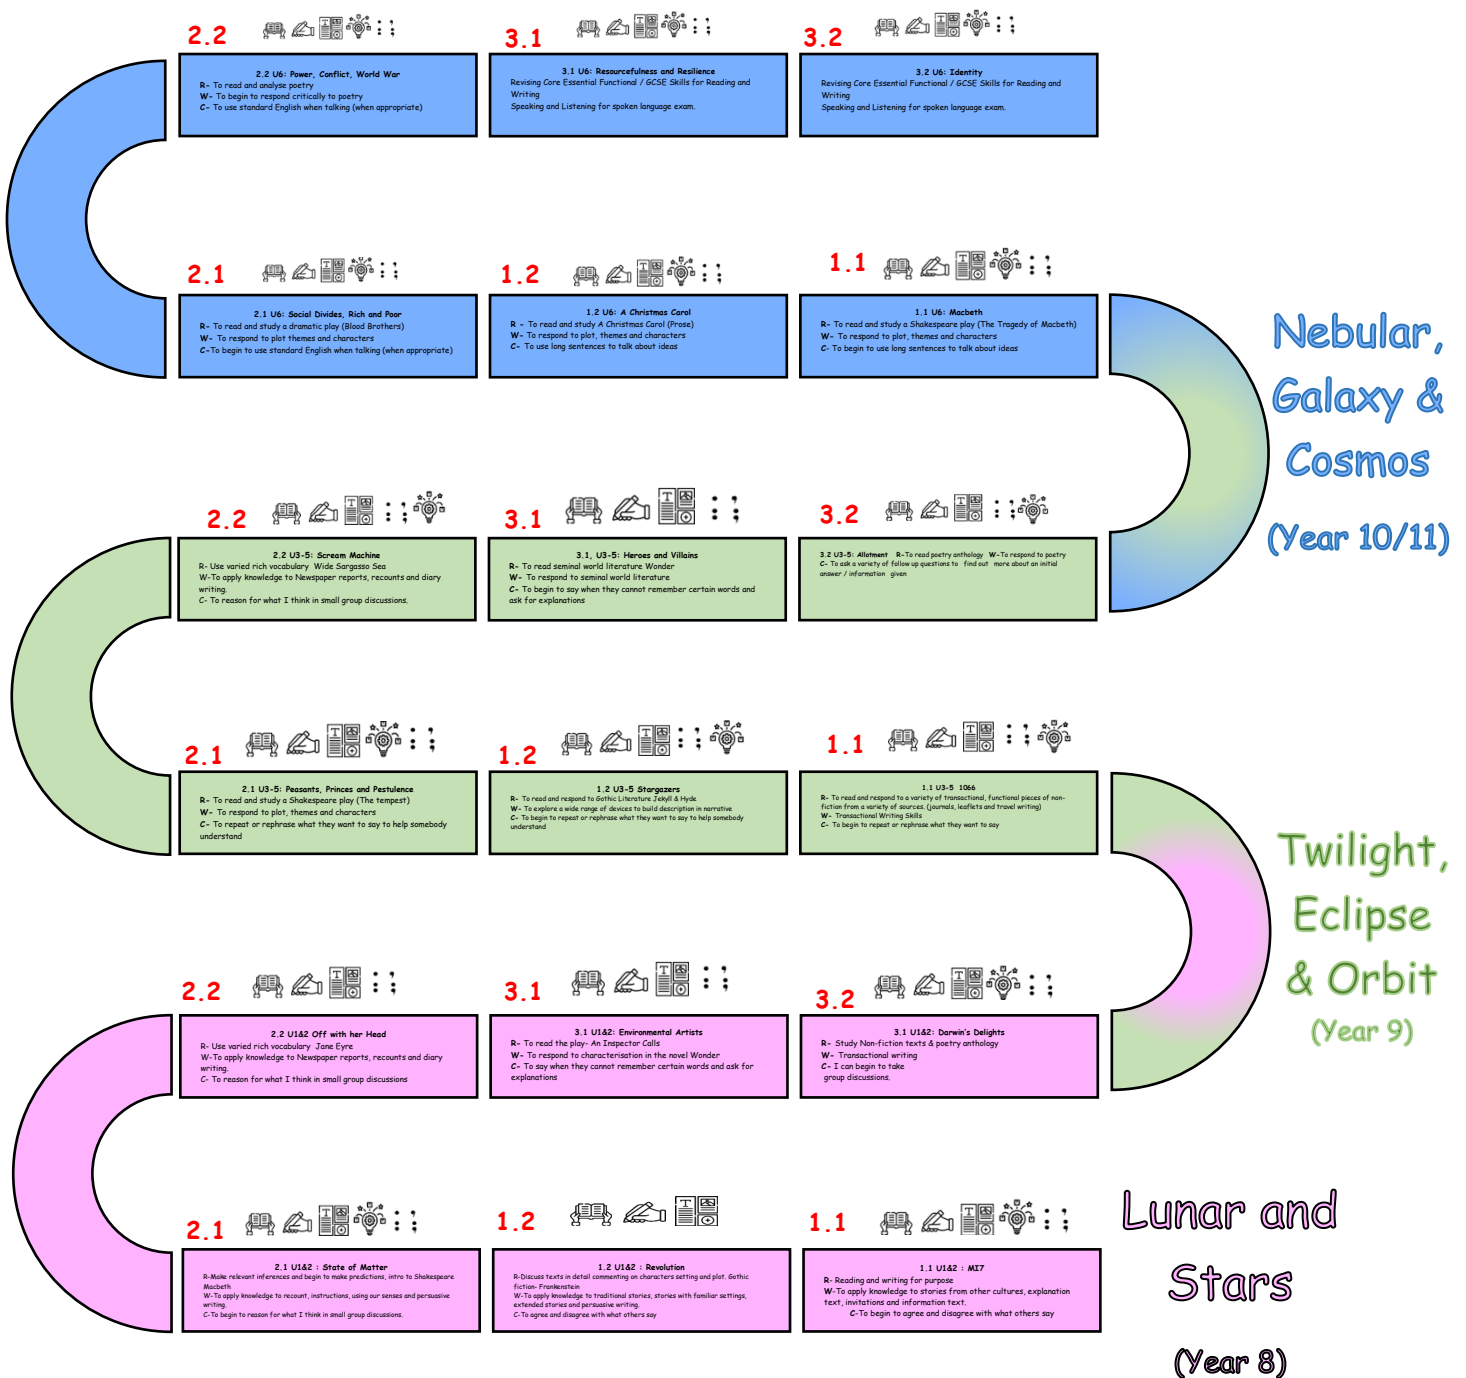 2.2
2.2 U6: Power, Conflict, World War
R- To read and analyse poetry
W- To begin to respond critically to poetry
C- To use standard English when talking (when appropriate)
3.1
3.1 U6: Resourcefulness and Resilience
Revising Core Essential Functional / GCSE Skills for Reading and
Writing
Speaking and Listening for spoken language exam.
3.2
3.2 U6: Identity
Revising Core Essential Functional / GCSE Skills for Reading and
Writing
Speaking and Listening for spoken language exam.
2.1
2.1 U6: Social Divides, Rich and Poor
R- To read and study a dramatic play (Blood Brothers)
W- To respond to plot themes and characters
C-To begin to use standard English when talking (when appropriate)
1.2
1.2 U6: A Christmas Carol
R - To read and study A Christmas Carol (Prose)
W- To respond to plot, themes and characters
C- To use long sentences to talk about ideas
1.1
1.1 U6: Macbeth
R- To read and study a Shakespeare play (The Tragedy of Macbeth)
W- To respond to plot, themes and characters
C- To begin to use long sentences to talk about ideas
Nebular,
Galaxy &
Cosmos
(Year 10/11)
2.2
2.2 U3-5: Scream Machine
R- Use varied rich vocabulary Wide Sargasso Sea
W-To apply knowledge to Newspaper reports, recounts and diary
writing.
C- To reason for what I think in small group discussions.
3.1
3.1, U3-5: Heroes and Villains
R- To read seminal world literature Wonder
W- To respond to seminal world literature
C- To begin to say when they cannot remember certain words and
ask for explanations
3.2
3.2 U3-5: Allotment R-To read poetry anthology W-To respond to poetry
C- To ask a variety of follow up questions to find out more about an initial
answer / information given
2.1
2.1 U3-5: Peasants, Princes and Pestulence
R- To read and study a Shakespeare play (The tempest)
W- To respond to plot, themes and characters
C- To repeat or rephrase what they want to say to help somebody
understand
1.2
1.2 U3-5 Stargazers
R- To read and respond to Gothic Literature Jekyll & Hyde
W- To explore a wide range of devices to build description in narrative
C- To begin to repeat or rephrase what they want to say to help somebody
understand
1.1
1.1 U3-5 1066
R- To read and respond to a variety of transactional, functional pieces of non-
fiction from a variety of sources. (journals, leaflets and travel writing)
W- Transactional Writing Skills
C- To begin to repeat or rephrase what they want to say
Twilight,
Eclipse
& Orbit
(Year 9)
2.2
2.2 U1&2 Off with her Head
R- Use varied rich vocabulary Jane Eyre
W-To apply knowledge to Newspaper reports, recounts and diary
writing.
C- To reason for what I think in small group discussions
3.1
3.1 U1&2: Environmental Artists
R- To read the play- An Inspector Calls
W- To respond to characterisation in the novel Wonder
C- To say when they cannot remember certain words and ask for
explanations
3.2
3.1 U1&2: Darwin's Delights
R- Study Non-fiction texts & poetry anthology
W- Transactional writing
C- I can begin to take
group discussions.
2.1
2.1 U1&2 : State of Matter
R-Make relevant inferences and begin to make predictions, intro to Shakespeare
Macbeth
W-To apply knowledge to recount, instructions, using our senses and persuasive
writing.
C-To begin to reason for what I think in small group discussions.
1.2
1.2 U1&2 : Revolution
R-Discuss texts in detail commenting on characters setting and plot. Gothic
fiction- Frankenstein
W-To apply knowledge to traditional stories, stories with familiar settings,
extended stories and persuasive writing.
C-To agree and disagree with what others say
1.1
1.1 U1&2 : MI7
R- Reading and writing for purpose
W-To apply knowledge to stories from other cultures, explanation
text, invitations and information text.
C-To begin to agree and disagree with what others say
Lunar and
Stars
(Year 8)